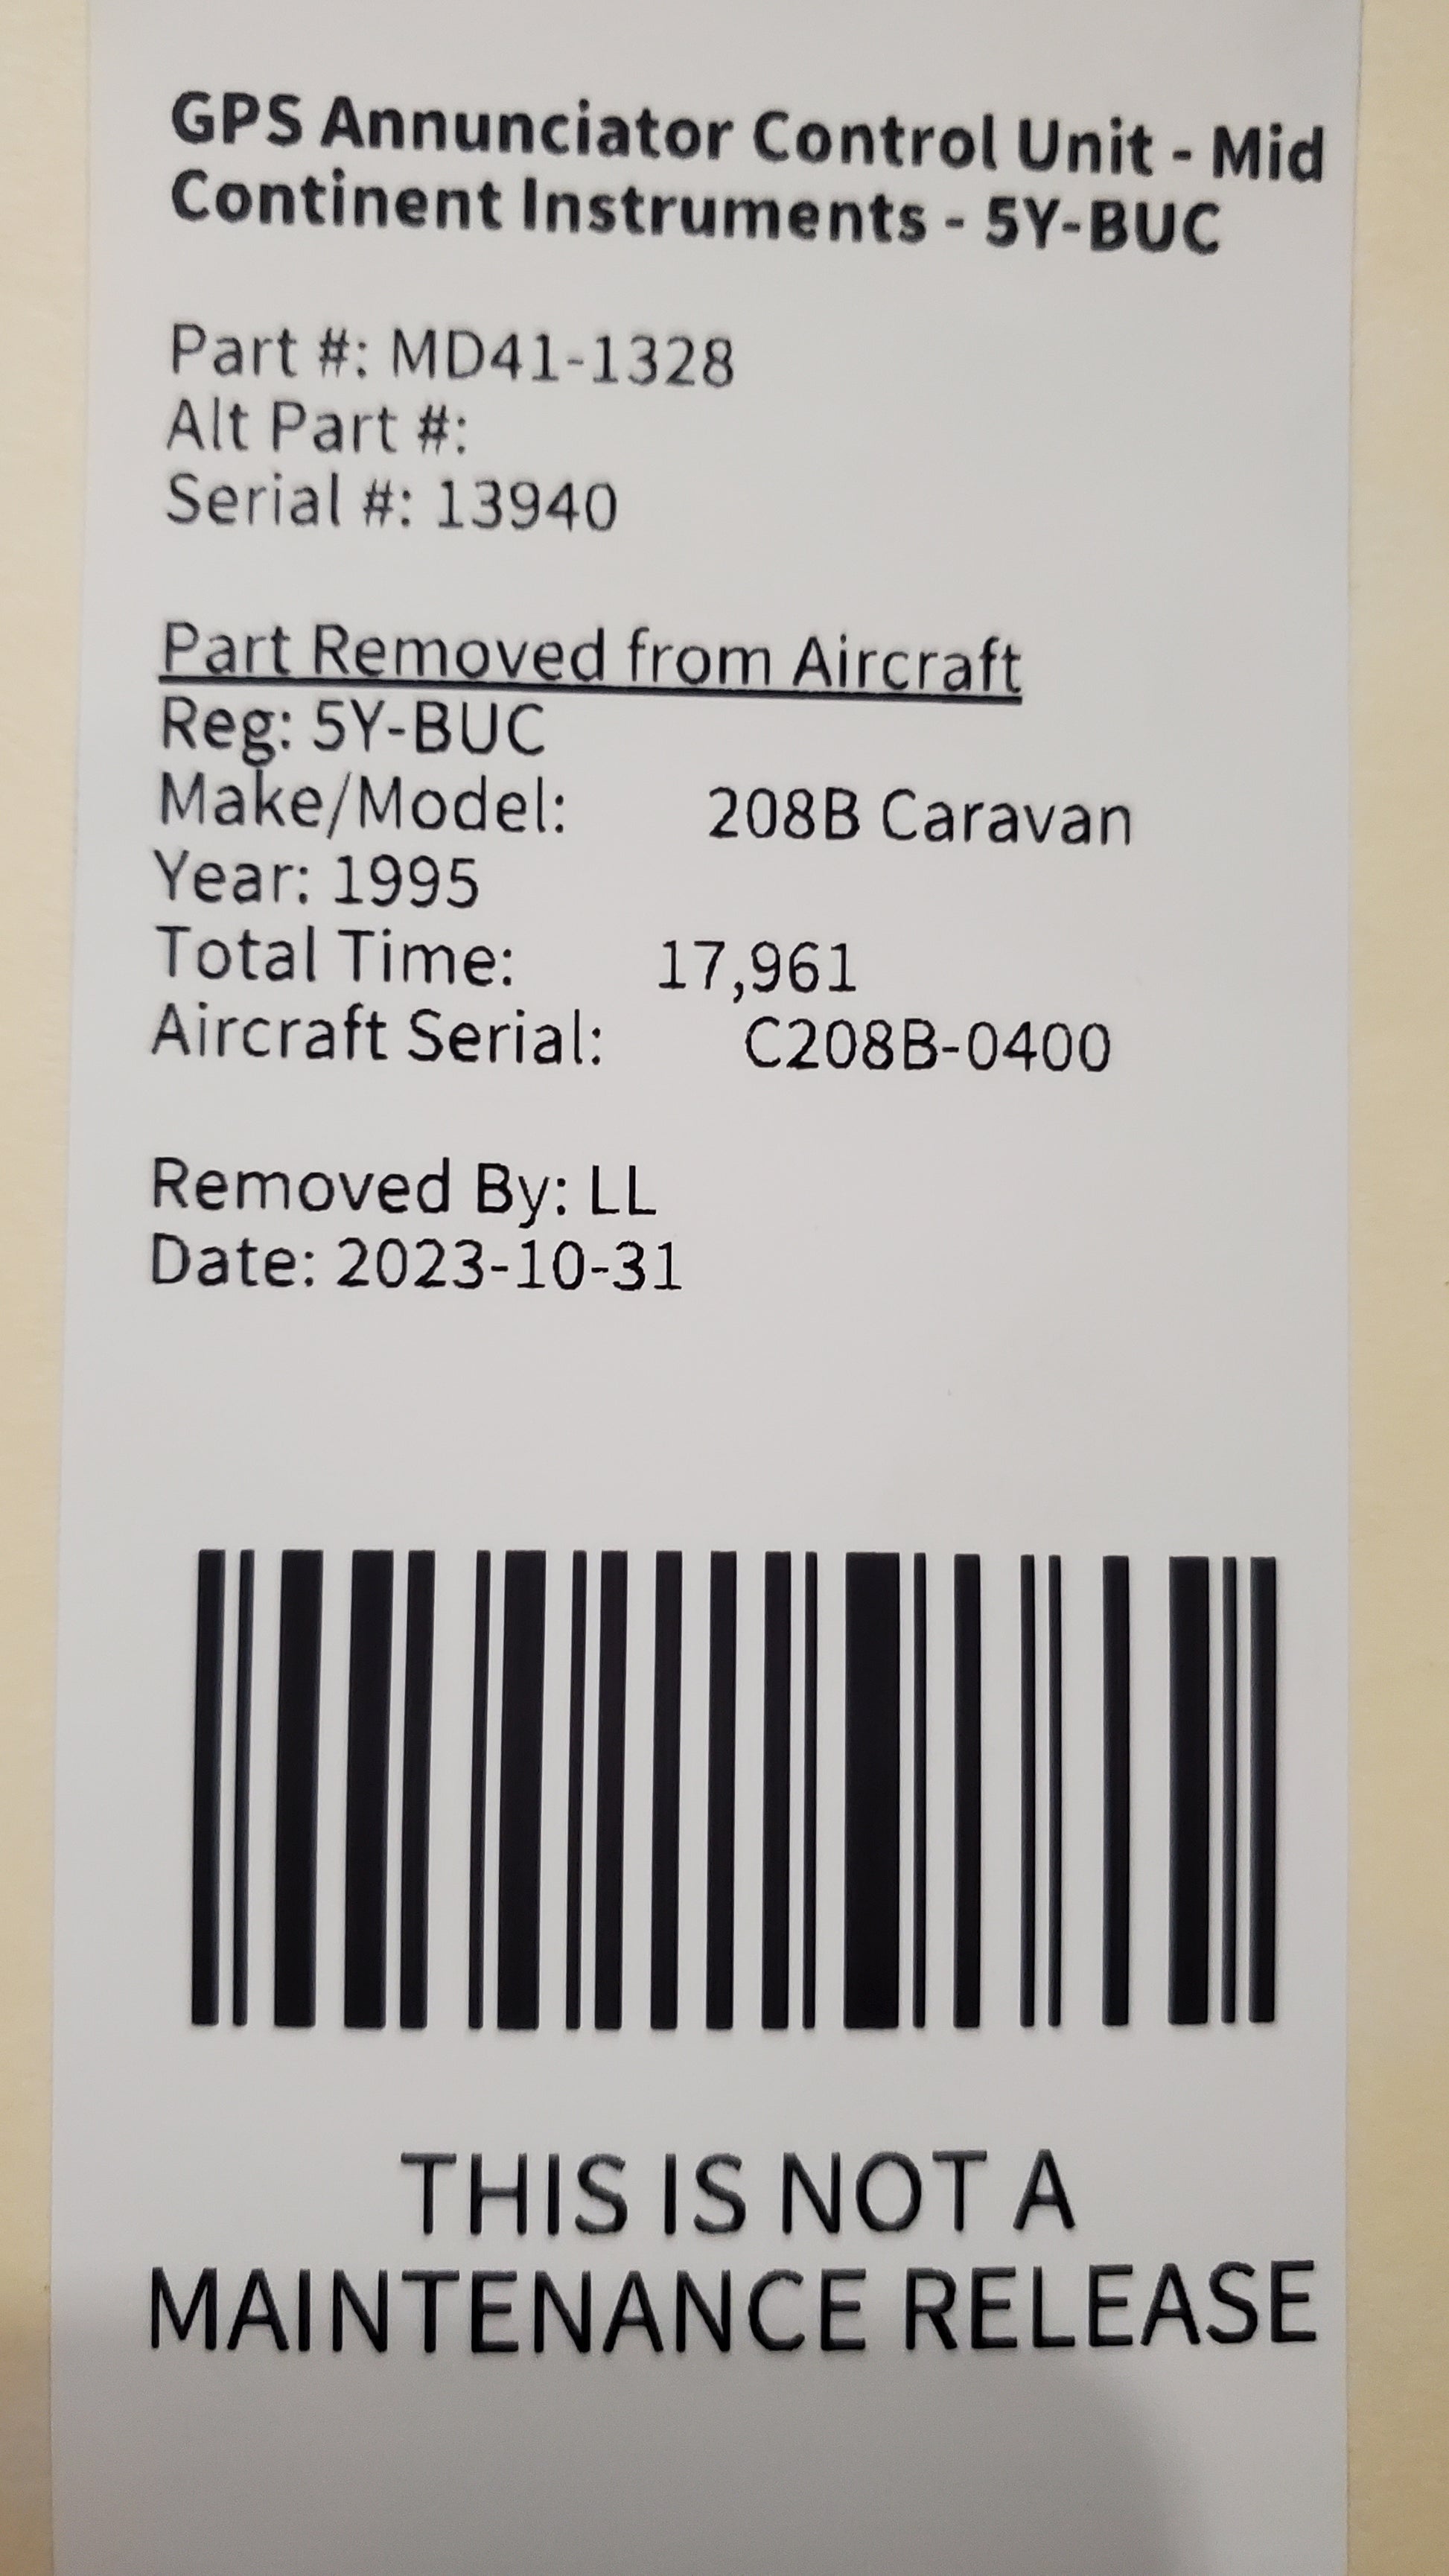 GPS Annunciator Control Unit - Mid
Continent Instruments - 5Y-BUC
Part #: MD41-1328
Alt Part #:
Serial #: 13940
Part Removed from Aircraft
Reg: 5Y-BUC
Make/Model: 208B Caravan
Year: 1995
Total Time: 17,961
Aircraft Serial: C208B-0400
Removed By: LL
Date: 2023-10-31
THIS IS NOT A
MAINTENANCE RELEASE